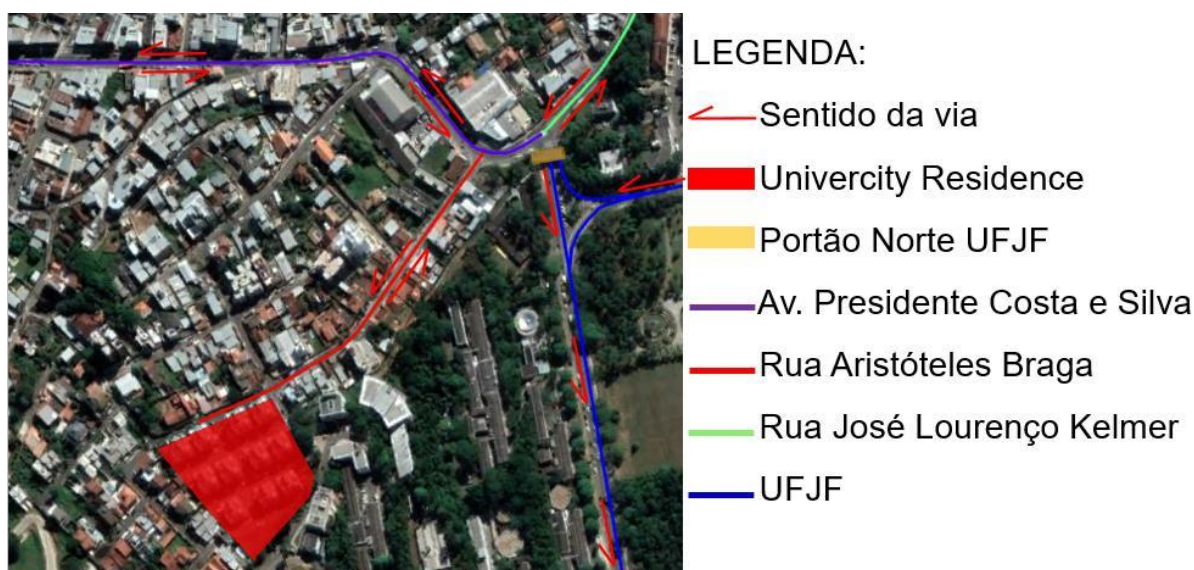 LEGENDA:
Sentido da via
Univercity Residence
Portão Norte UFJF
Av. Presidente Costa e Silva
Rua Aristóteles Braga
Rua José Lourenço Kelmer
UFJF